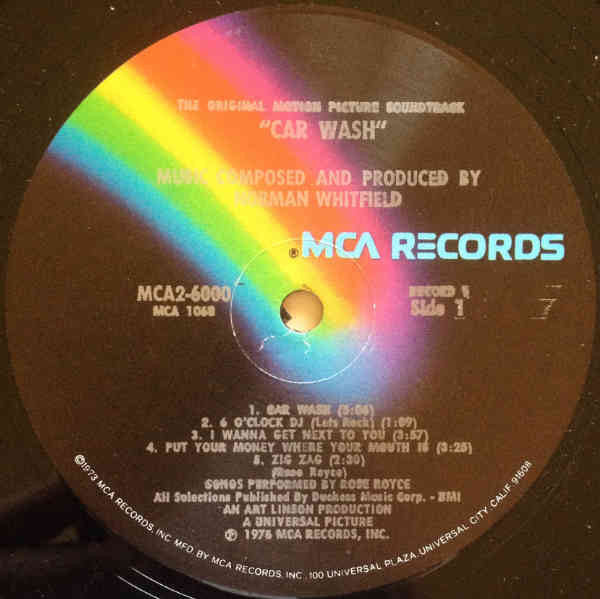 THE ORIGINAL MOTION PICTURE SOUNDTRACK
"CAR WASH"
MUSIC COMPOSED AND PRODUCED BY
NORMAN WHITFIELD
® MCA RECORDS
MCA2-6000
MCA 1068
RECORD 1
Side 1
1. CAR WASH (5:06)
2. 6 O'CLOCK DJ (Lets Rock) (1:09)
3. I WANNA GET NEXT TO YOU (3:57)
4. PUT YOUR MONEY WHERE YOUR MOUTH IS (3:25)
5. ZIG ZAG (2:30)
(Rose Royce)
SONGS PERFORMED BY ROSE ROYCE
All Selections Published By Duchess Music Corp. - BMI
AN ART LINSON PRODUCTION
A UNIVERSAL PICTURE
℗ 1976 MCA RECORDS, INC.
©1973 MCA RECORDS, INC. MFD. BY MCA RECORDS, INC., 100 UNIVERSAL PLAZA, UNIVERSAL CITY, CALIF. 91608